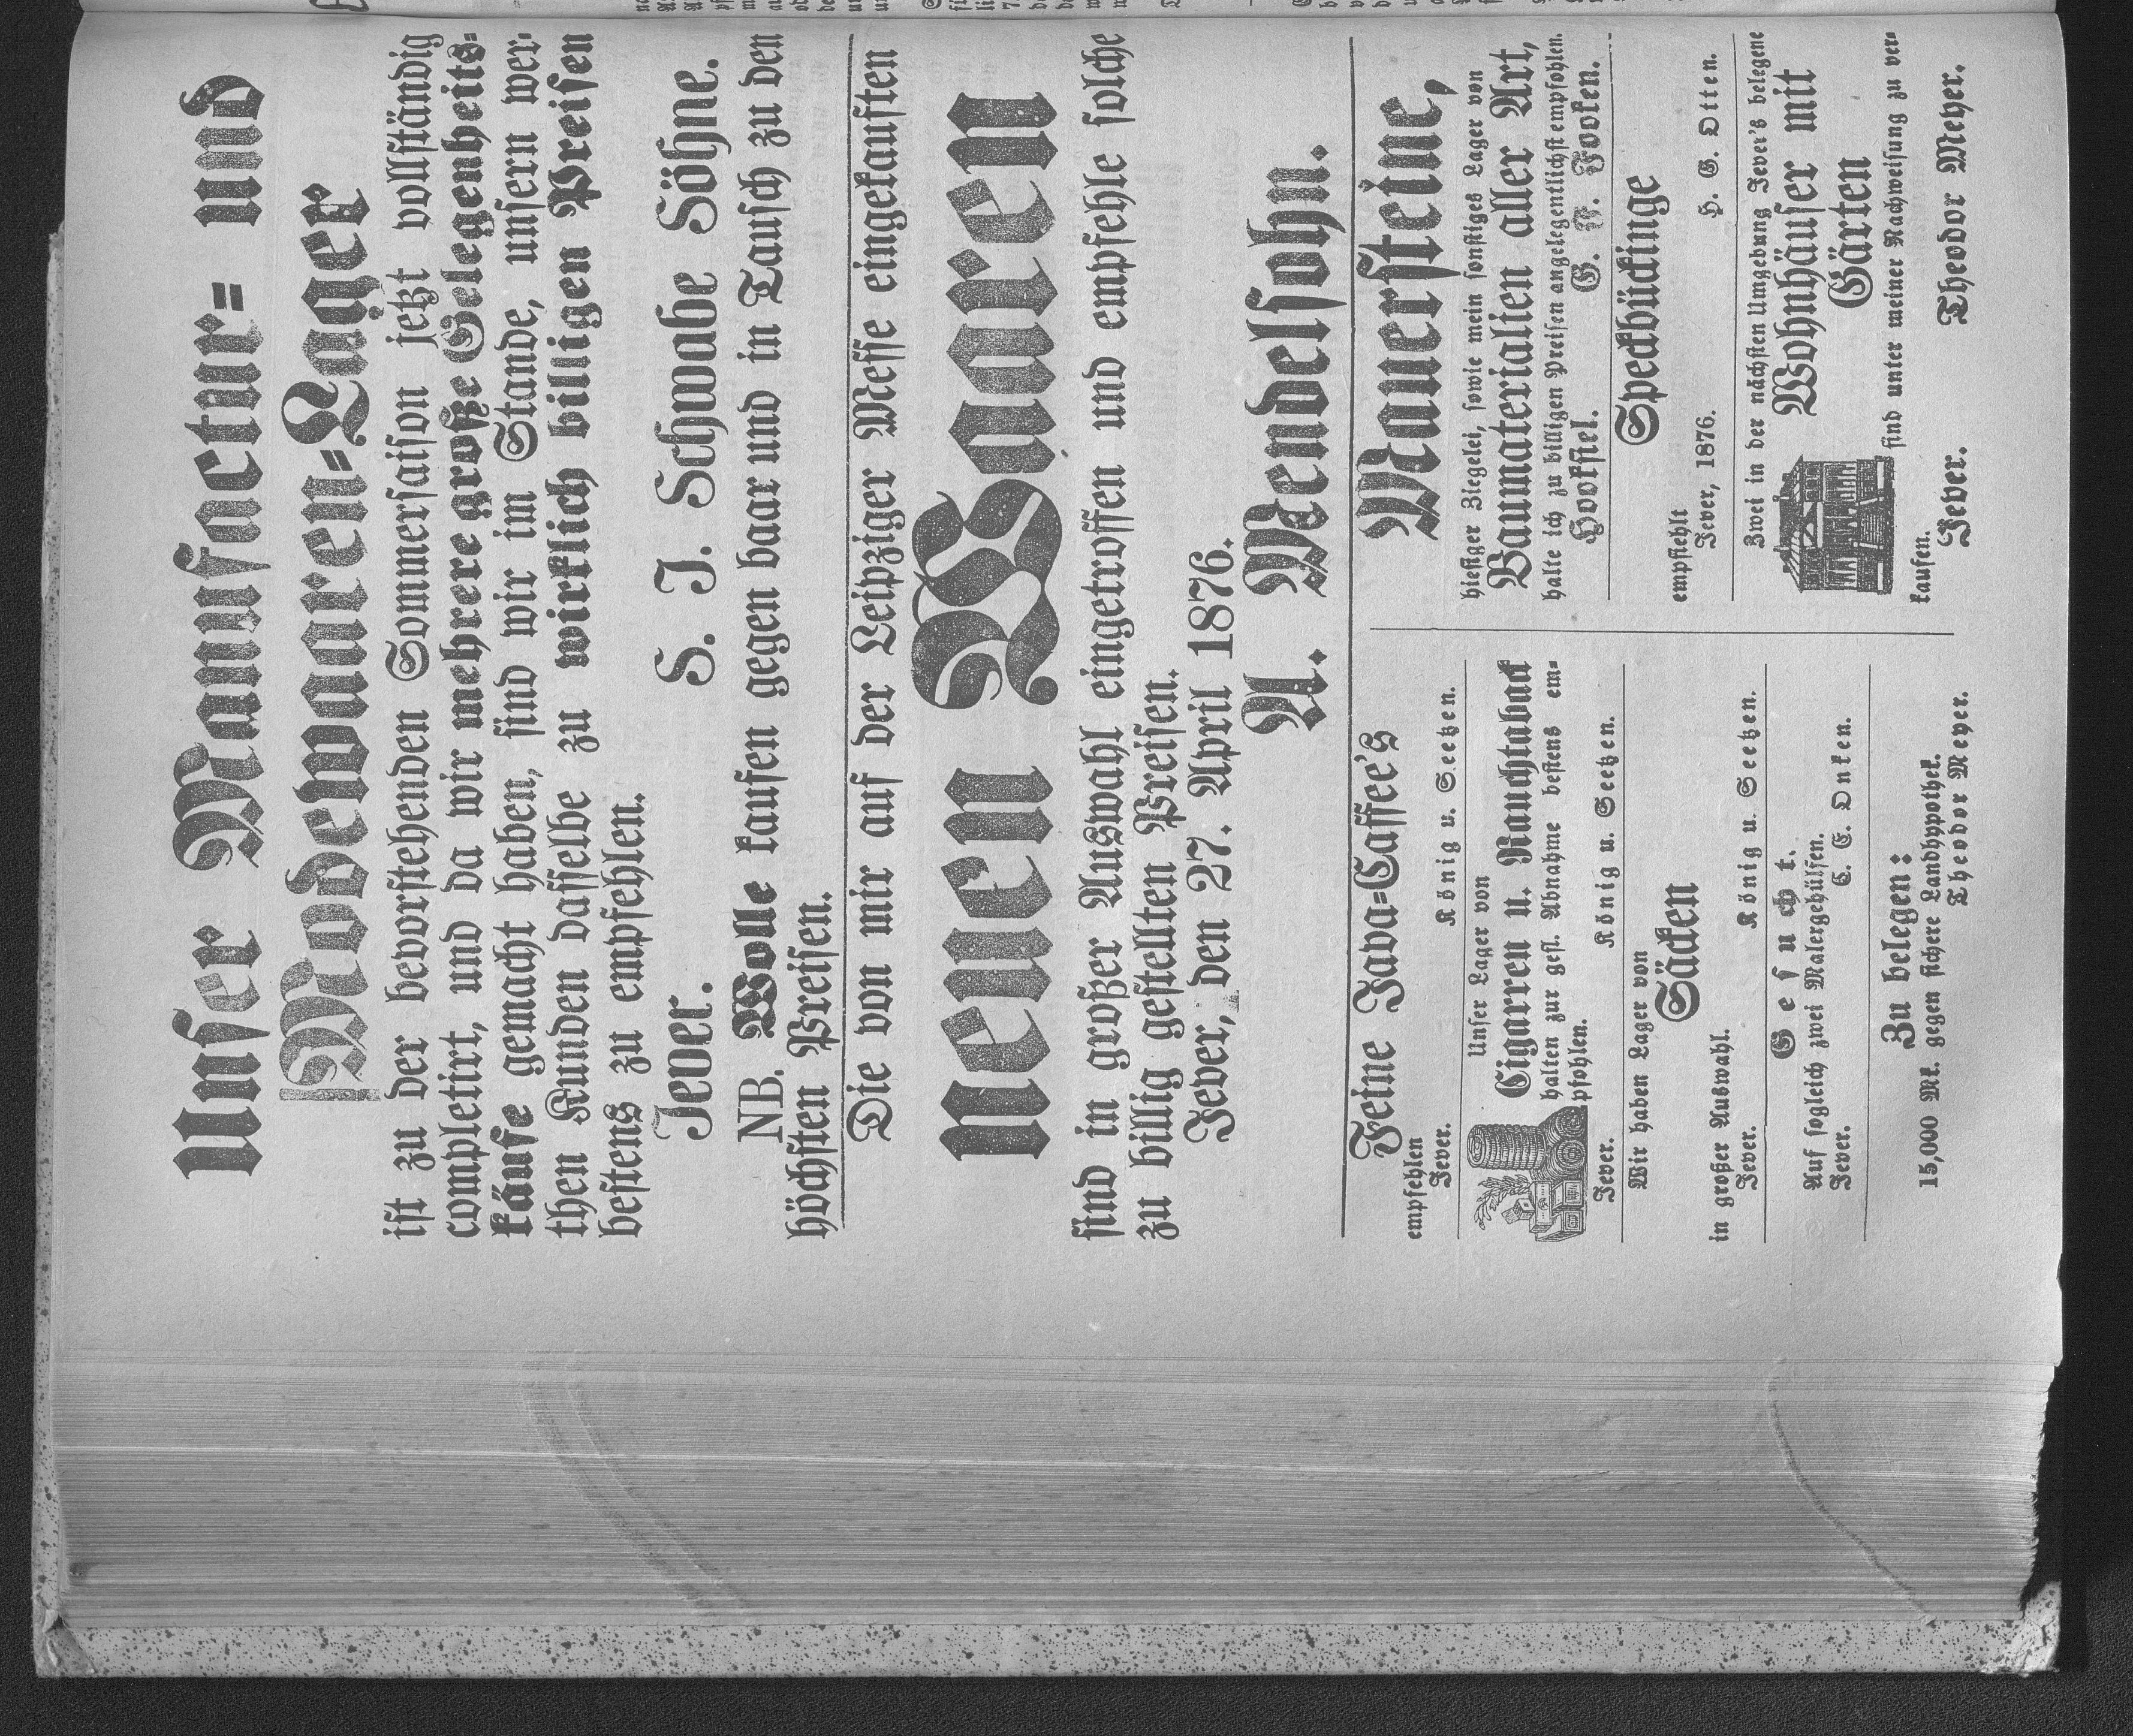 Unser Manufactur- und
Modewaaren-Lager
ist zu der bevorstehenden Sommersaison jetzt vollständig
completirt, und da wir mehrere große Gelegenheits-
käufe gemacht haben, sind wir im Stande, unsern wer-
then Kunden dasselbe zu wirklich billigen Preisen
bestens zu empfehlen.
Jever. S. J. Schwabe Söhne.
NB. Wolle kaufen gegen baar und in Tausch zu den
höchsten Preisen.
Die von mir auf der Leipziger Messe eingekauften
neuen Waaren
sind in großer Auswahl eingetroffen und empfehle solche
zu billig gestellten Preisen.
Jever, den 27. April 1876.
A. Mendelsohn.
Feine Java-Caffee's
empfehlen
Jever. König u. Seetzen.
Unser Lager von
Cigarren u. Rauchtaback
halten zur gefl. Abnahme bestens em-
pfohlen.
Jever. König u. Seetzen.
Wir haben Lager von
Säcken
in großer Auswahl.
Jever. König u. Seetzen.
Gesucht.
Auf sogleich zwei Malergehülfen.
Jever. C. E. Onken.
Zu belegen:
15,000 Mk. gegen sichere Landhypothek.
Theodor Meyer.
Mauersteine,
hiesiger Ziegelei, sowie mein sonstiges Lager von
Baumaterialien aller Art,
halte ich zu billigen Preisen angelegentlichst empfohlen.
Hooksiel. G. F. Fooken.
Speckbückinge
empfiehlt
Jever, 1876. H. G. Otten.
Zwei in der nächsten Umgebung Jever's belegene
Wohnhäuser mit
Gärten
sind unter meiner Nachweisung zu ver-
kaufen.
Jever. Theodor Meyer.